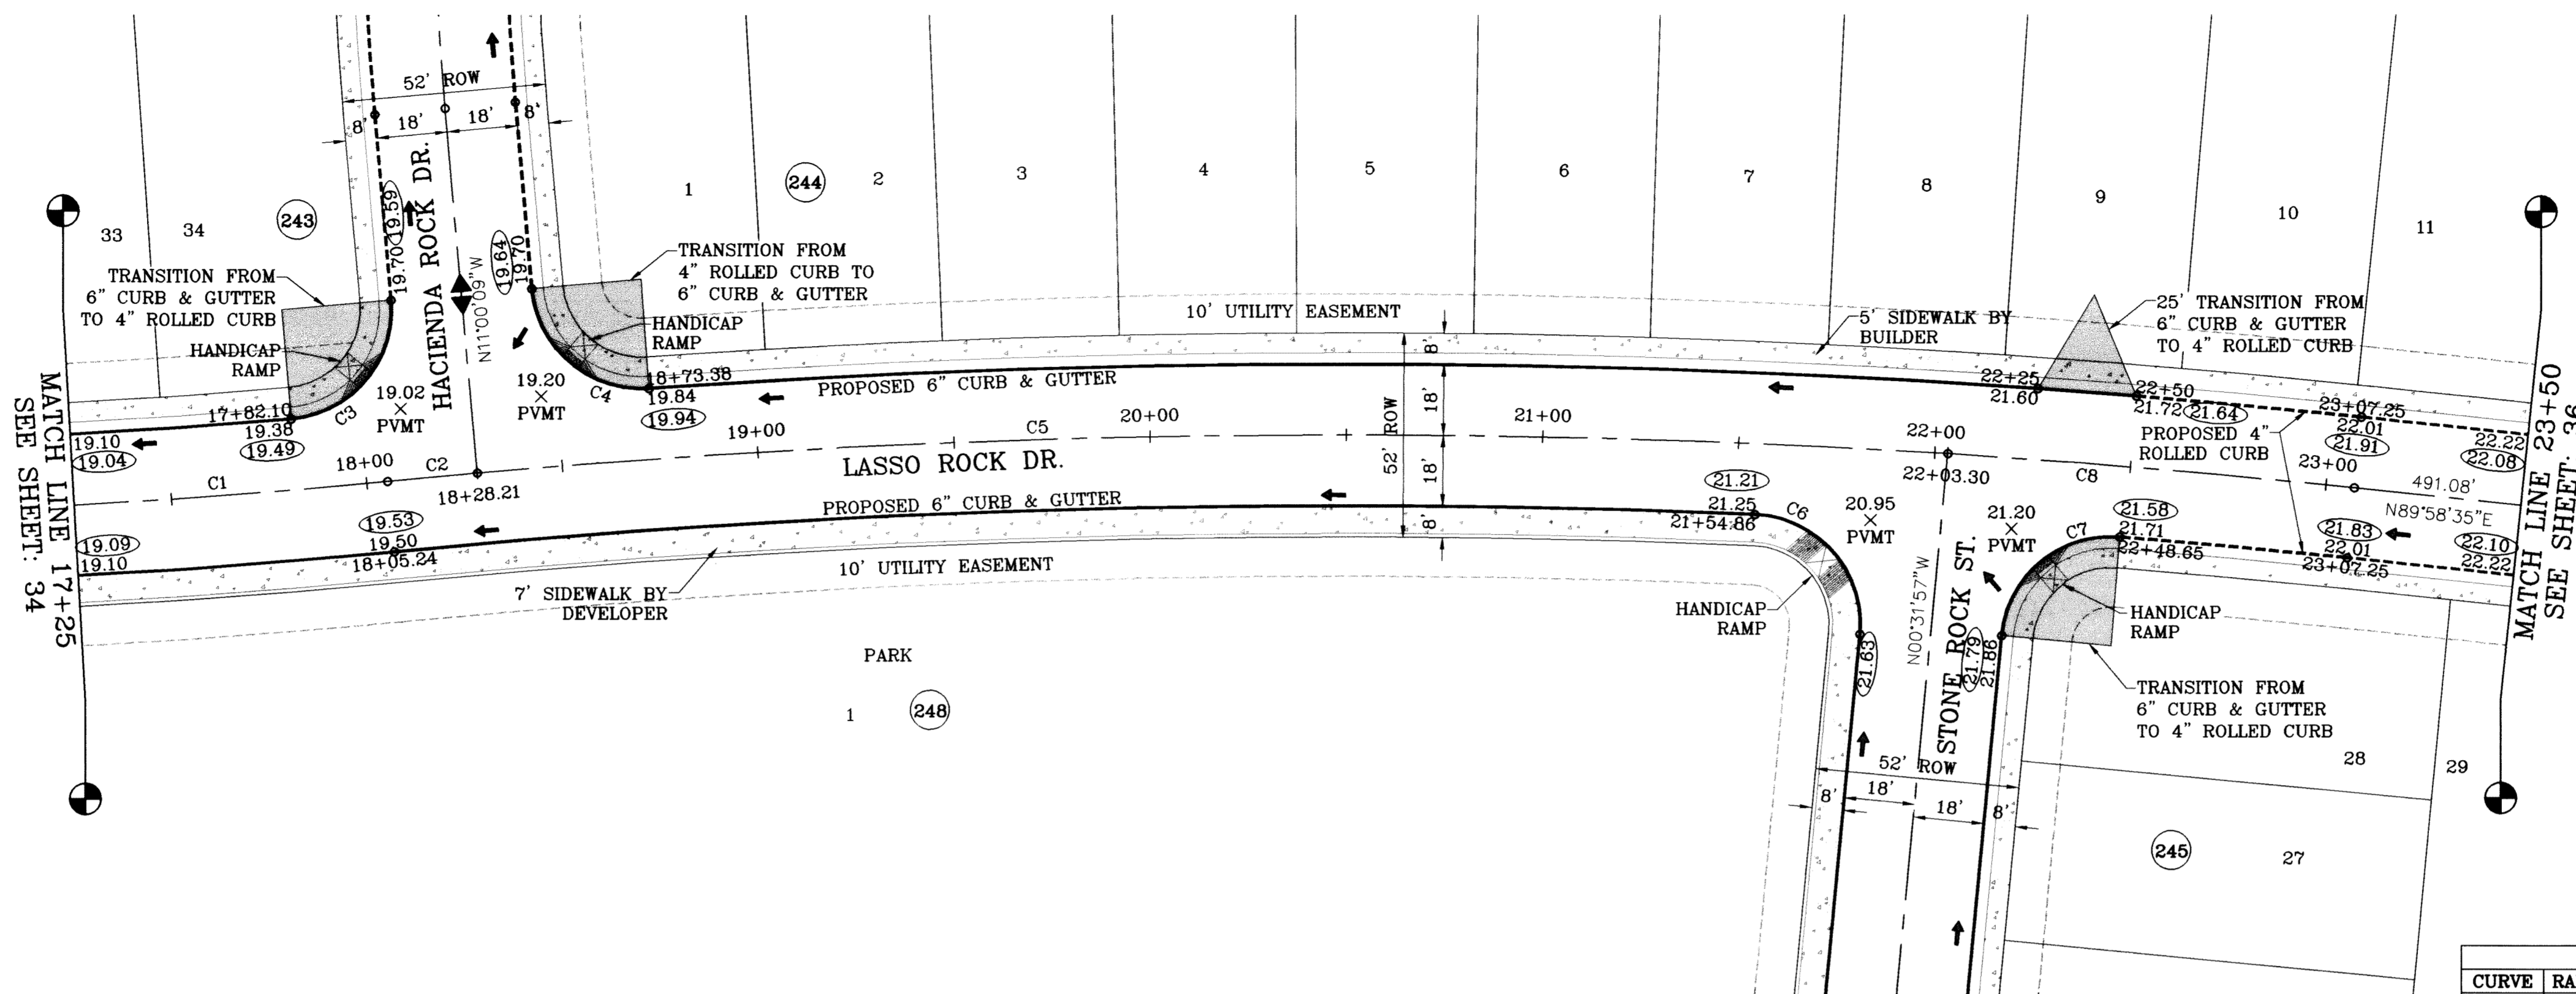 52' ROW
8'
18'
18'
8'
HACIENDA ROCK DR.
N11°00'09"W
33
34
243
19.70
19.59
19.64
19.70
TRANSITION FROM
6" CURB & GUTTER
TO 4" ROLLED CURB
HANDICAP
RAMP
TRANSITION FROM
4" ROLLED CURB TO
6" CURB & GUTTER
HANDICAP
RAMP
1
244
2
3
4
5
6
7
8
9
10
11
10' UTILITY EASEMENT
5' SIDEWALK BY
BUILDER
25' TRANSITION FROM
6" CURB & GUTTER
TO 4" ROLLED CURB
MATCH LINE 17+25
SEE SHEET: 34
17+82.10
19.38
19.49
C3
19.02
PVMT
19.20
PVMT
C4
18+73.38
19.84
19.94
PROPOSED 6" CURB & GUTTER
19.10
19.04
C1
18+00
C2
18+28.21
19+00
LASSO ROCK DR.
C5
20+00
21+00
22+00
22+03.30
52' ROW
8'
18'
18'
8'
22+25
21.60
22+50
21.72
21.64
23+07.25
22.01
21.91
PROPOSED 4"
ROLLED CURB
22.22
22.08
C8
23+00
491.08'
N89°58'35"E
19.09
19.10
19.53
19.50
18+05.24
PROPOSED 6" CURB & GUTTER
10' UTILITY EASEMENT
7' SIDEWALK BY
DEVELOPER
21.21
21.25
21+54.86
C6
20.95
PVMT
21.20
PVMT
C7
21.58
21.71
22+48.65
21.83
22.01
23+07.25
22.10
22.22
MATCH LINE 23+50
SEE SHEET: 36
HANDICAP
RAMP
21.63
N00°31'57"W
STONE ROCK ST.
21.79
21.86
HANDICAP
RAMP
TRANSITION FROM
6" CURB & GUTTER
TO 4" ROLLED CURB
PARK
1
248
52' ROW
8'
18'
18'
8'
28
29
245
27
CURVE
RA